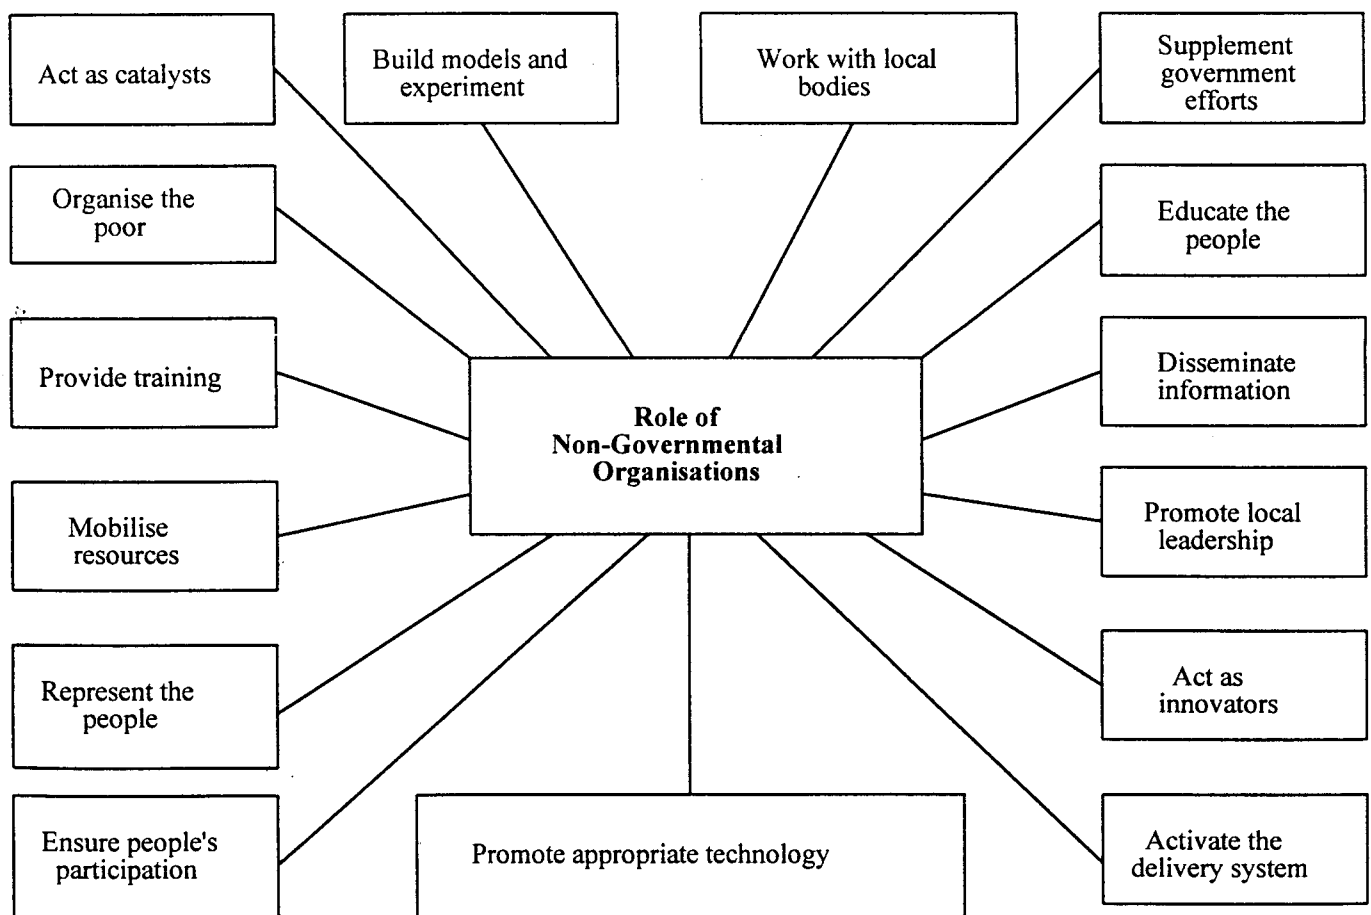 Act as catalysts
Build models and
experiment
Work with local
bodies
Supplement
government
efforts
Organise the
poor
Educate the
people
Provide training
Disseminate
information
Role of
Non-Governmental
Organisations
Mobilise
resources
Promote local
leadership
Represent the
people
Act as
innovators
Ensure people's
participation
Promote appropriate technology
Activate the
delivery system